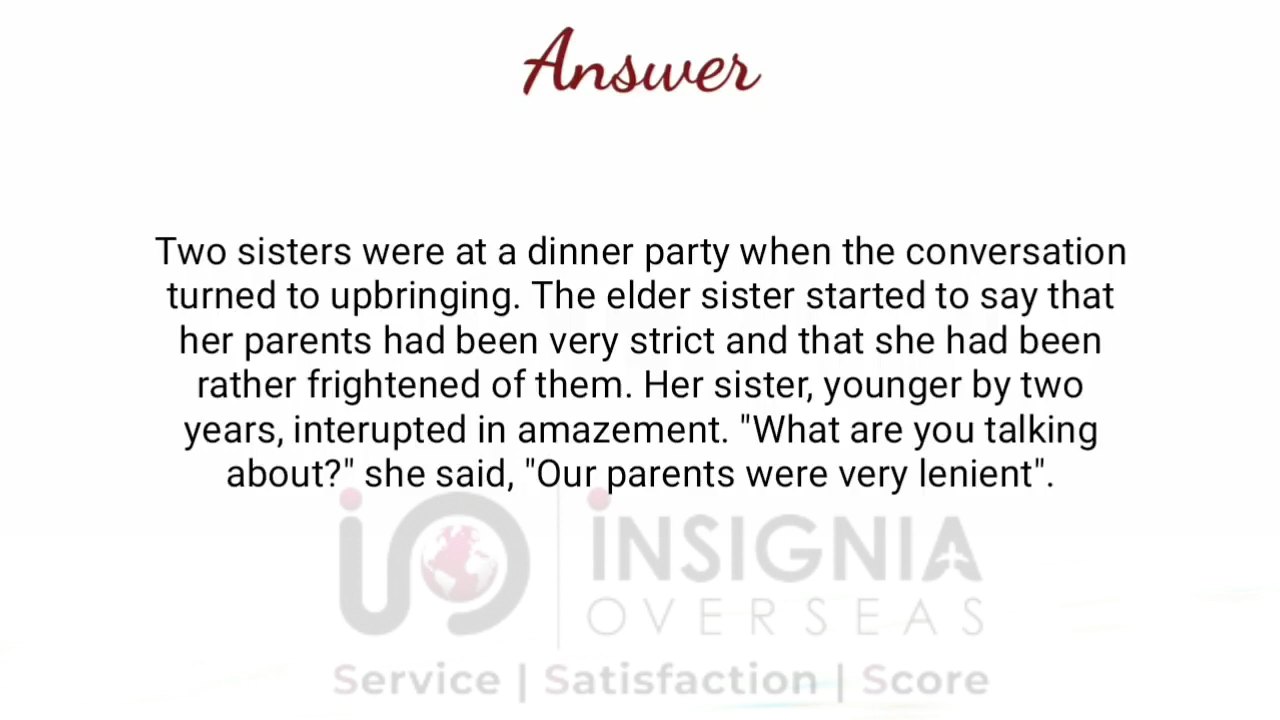 Answer
Two sisters were at a dinner party when the conversation
turned to upbringing. The elder sister started to say that
her parents had been very strict and that she had been
rather frightened of them. Her sister, younger by two
years, interupted in amazement. "What are you talking
about?" she said, "Our parents were very lenient".
iNSIGNIA
OVERSEAS
Service | Satisfaction | Score